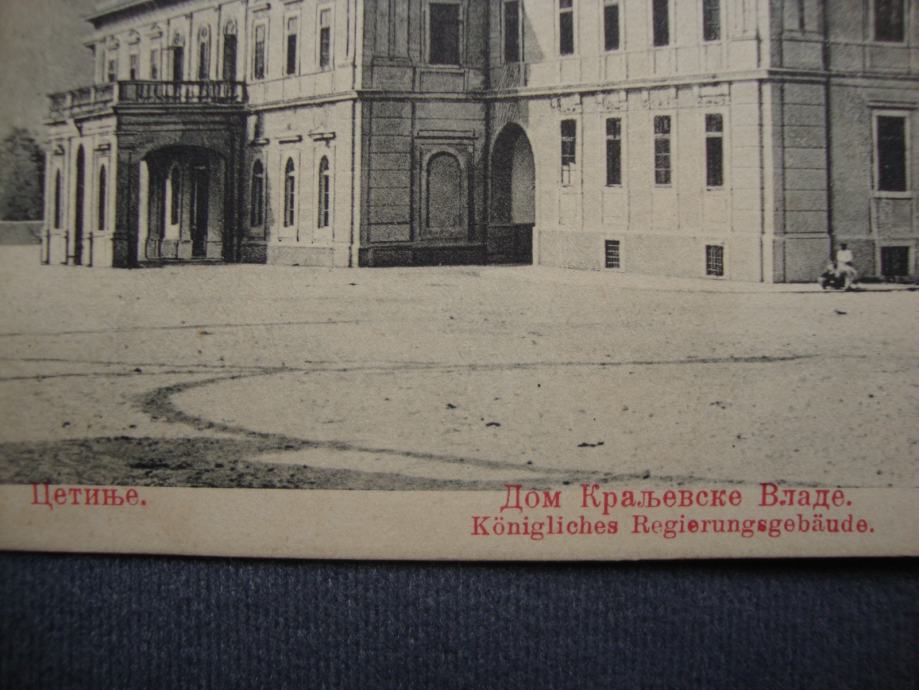 Цетиње.
Дом Краљевске Владе.
Königliches Regierungsgebäude.